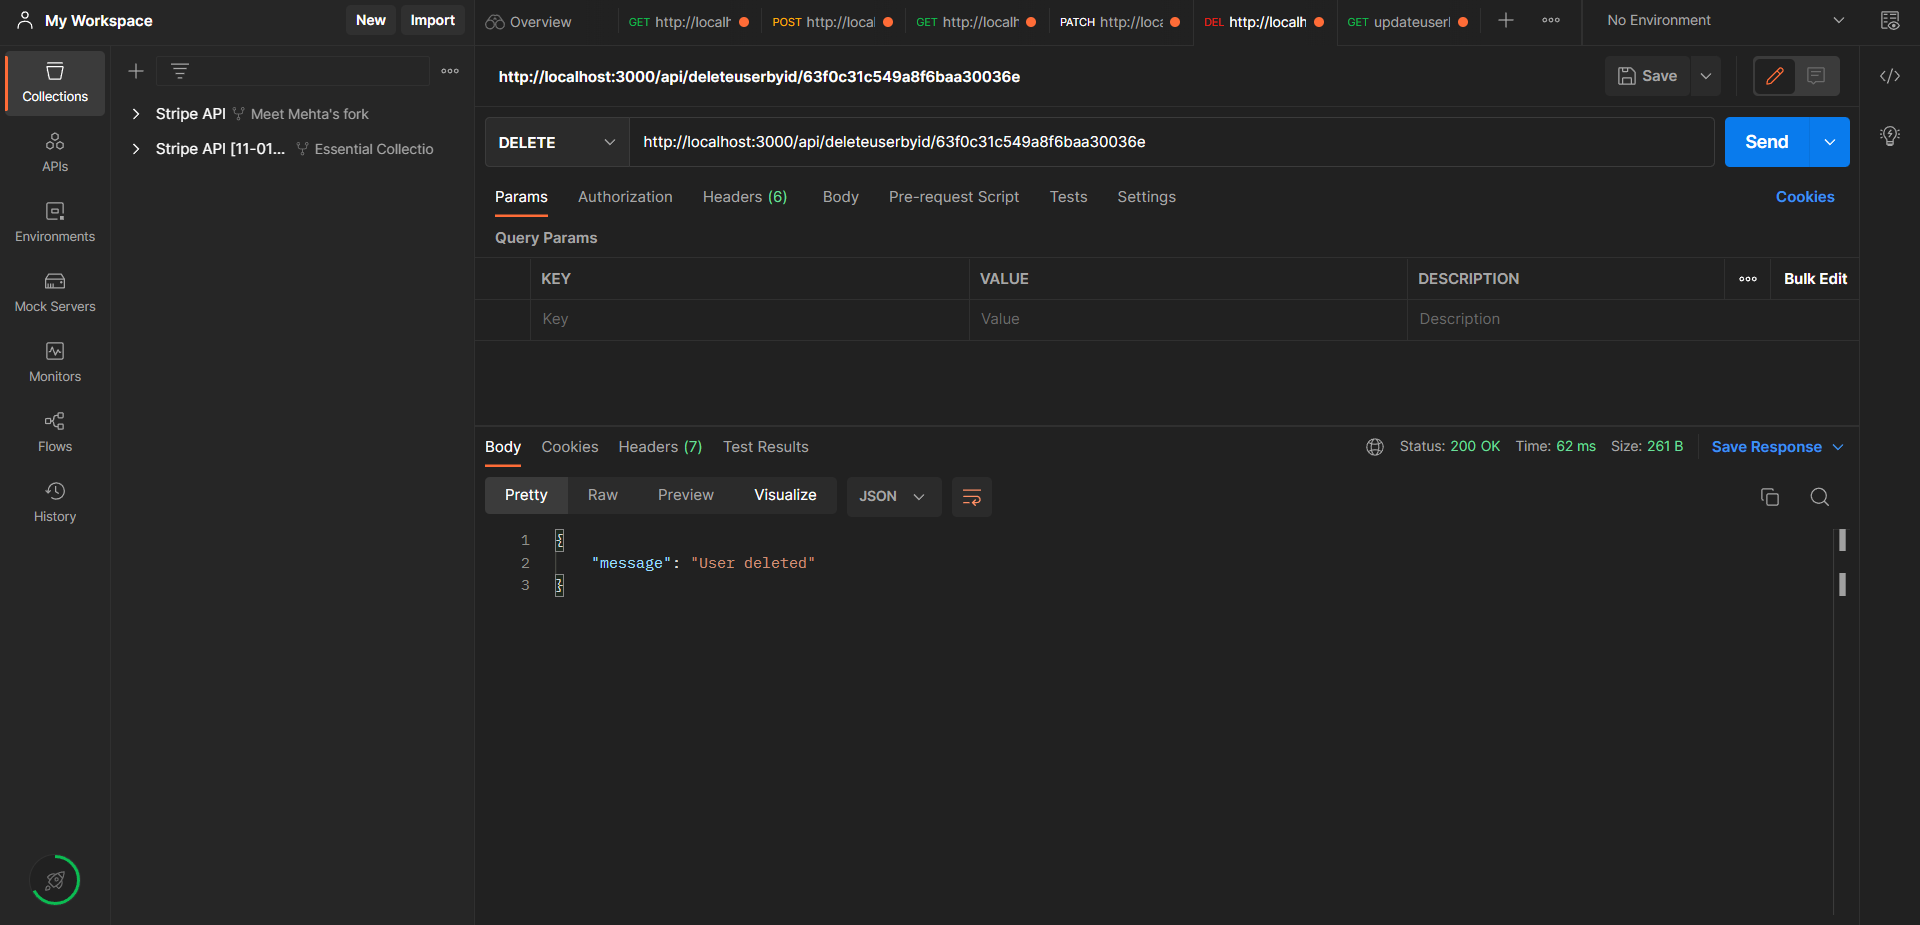 My Workspace
New
Import
Overview
GET http://localh
POST http://local
GET http://localh
PATCH http://loca
DEL http://localh
GET updateuserl
No Environment
Collections
APIs
Environments
Mock Servers
Monitors
Flows
History
Stripe API Meet Mehta's fork
Stripe API [11-01... Essential Collectio
http://localhost:3000/api/deleteuserbyid/63f0c31c549a8f6baa30036e
Save
DELETE
http://localhost:3000/api/deleteuserbyid/63f0c31c549a8f6baa30036e
Send
Params Authorization Headers (6) Body Pre-request Script Tests Settings
Cookies
Query Params
KEY VALUE DESCRIPTION Bulk Edit
Key Value Description
Body Cookies Headers (7) Test Results
Status: 200 OK Time: 62 ms Size: 261 B Save Response
Pretty Raw Preview Visualize JSON
1 {
2 "message": "User deleted"
3 }